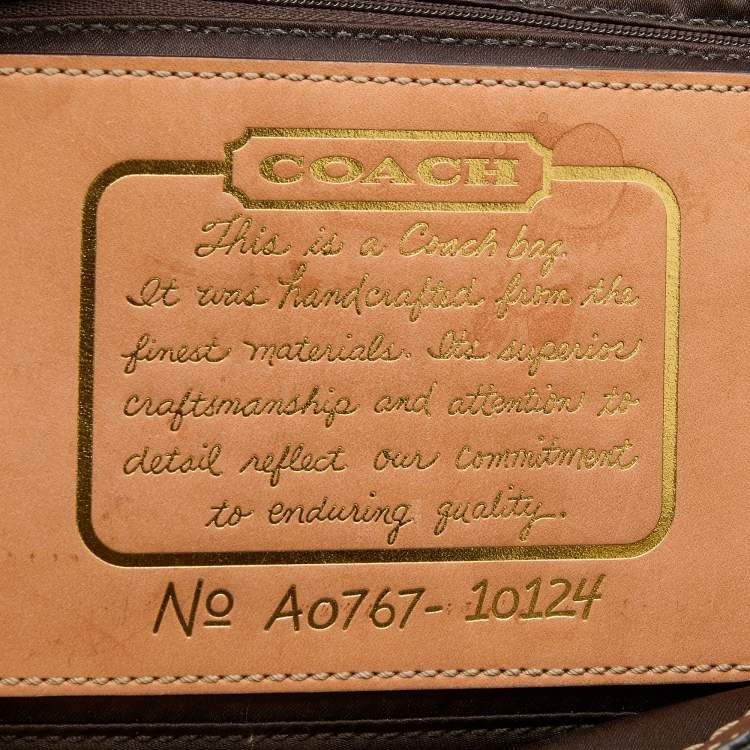 COACH
This is a Coach bag.
It was handcrafted from the
finest materials. Its superior
craftsmanship and attention to
detail reflect our commitment
to enduring quality.
Nº A0767-10124